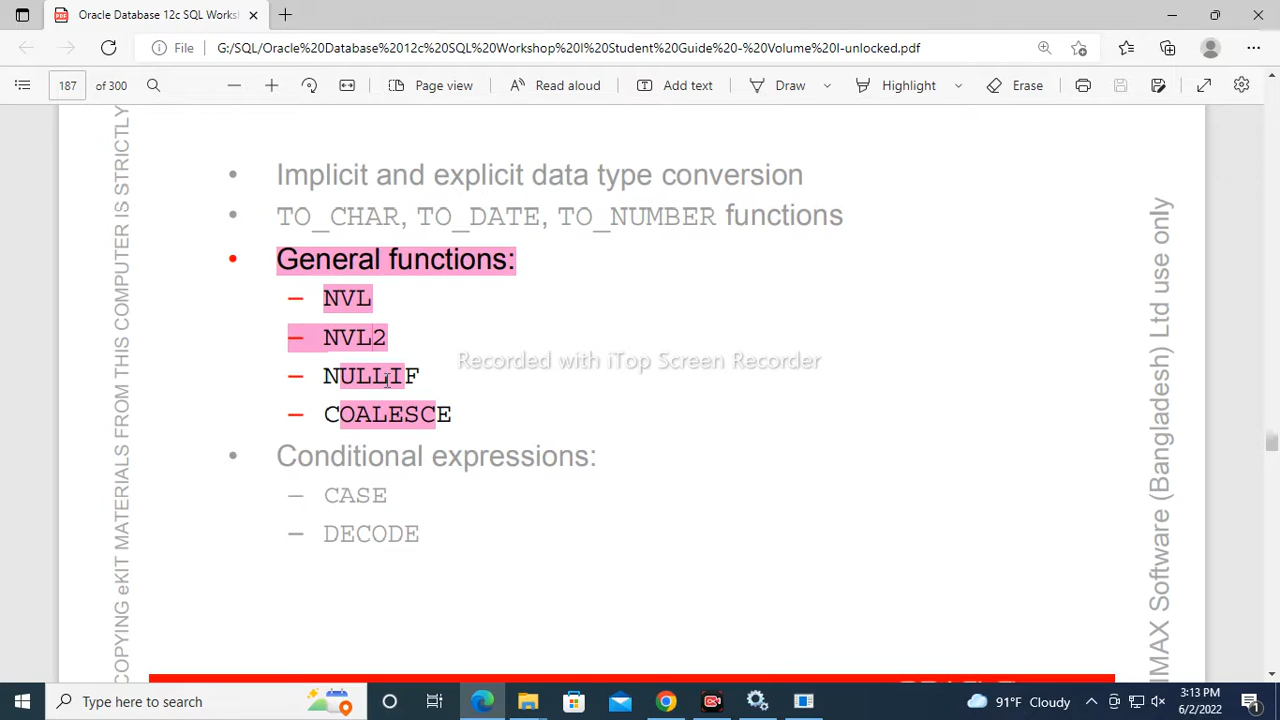 Oracle Database 12c SQL Works
File
G:/SQL/Oracle%20Database%2012c%20SQL%20Workshop%20I%20Student%20Guide%20-%20Volume%20I-unlocked.pdf
187 of 300
Page view
Read aloud
Add text
Draw
Highlight
Erase
COPYING eKIT MATERIALS FROM THIS COMPUTER IS STRICTLY
• Implicit and explicit data type conversion
• TO_CHAR, TO_DATE, TO_NUMBER functions
• General functions:
– NVL
– NVL2
– NULLIF
– COALESCE
• Conditional expressions:
– CASE
– DECODE
Recorded with iTop Screen Recorder
IMAX Software (Bangladesh) Ltd use only
Type here to search
91°F Cloudy
3:13 PM
6/2/2022
1